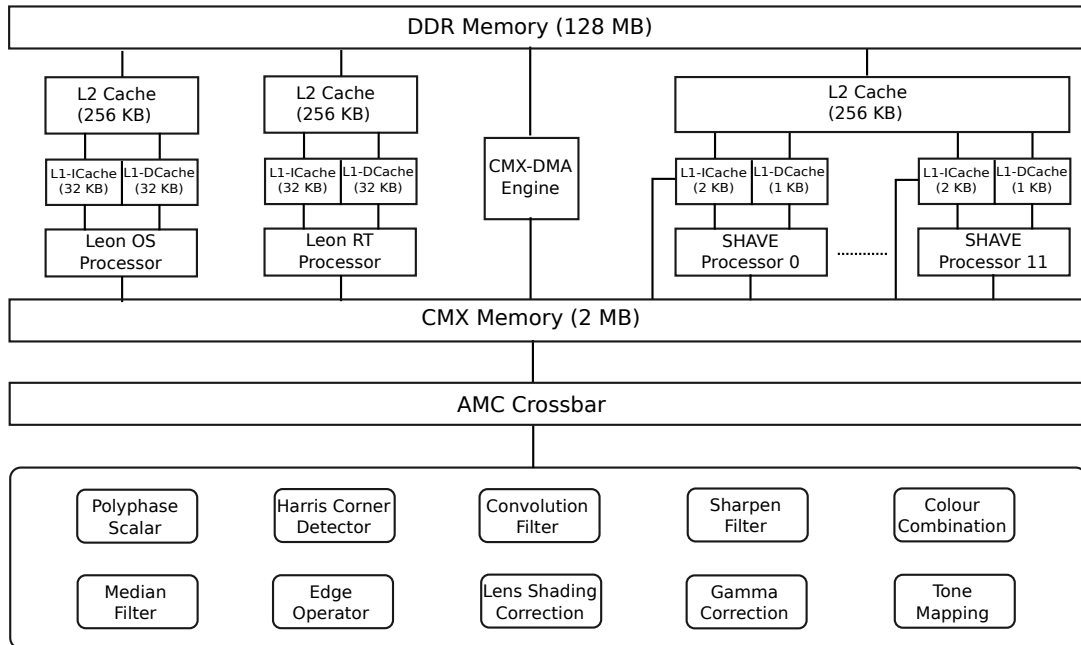 DDR Memory (128 MB)
L2 Cache
(256 KB)
L2 Cache
(256 KB)
L2 Cache
(256 KB)
CMX-DMA
Engine
L1-ICache
(32 KB)
L1-DCache
(32 KB)
L1-ICache
(32 KB)
L1-DCache
(32 KB)
L1-ICache
(2 KB)
L1-DCache
(1 KB)
L1-ICache
(2 KB)
L1-DCache
(1 KB)
Leon OS
Processor
Leon RT
Processor
SHAVE
Processor 0
SHAVE
Processor 11
CMX Memory (2 MB)
AMC Crossbar
Polyphase
Scalar
Harris Corner
Detector
Convolution
Filter
Sharpen
Filter
Colour
Combination
Median
Filter
Edge
Operator
Lens Shading
Correction
Gamma
Correction
Tone
Mapping